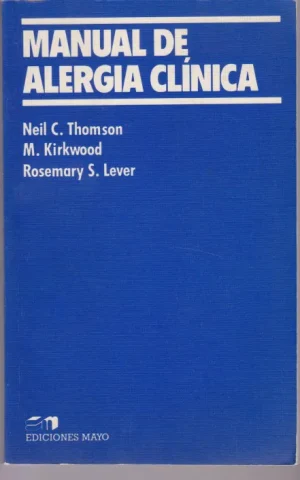 MANUAL DE
ALERGIA CLÍNICA
Neil C. Thomson
M. Kirkwood
Rosemary S. Lever
EDICIONES MAYO